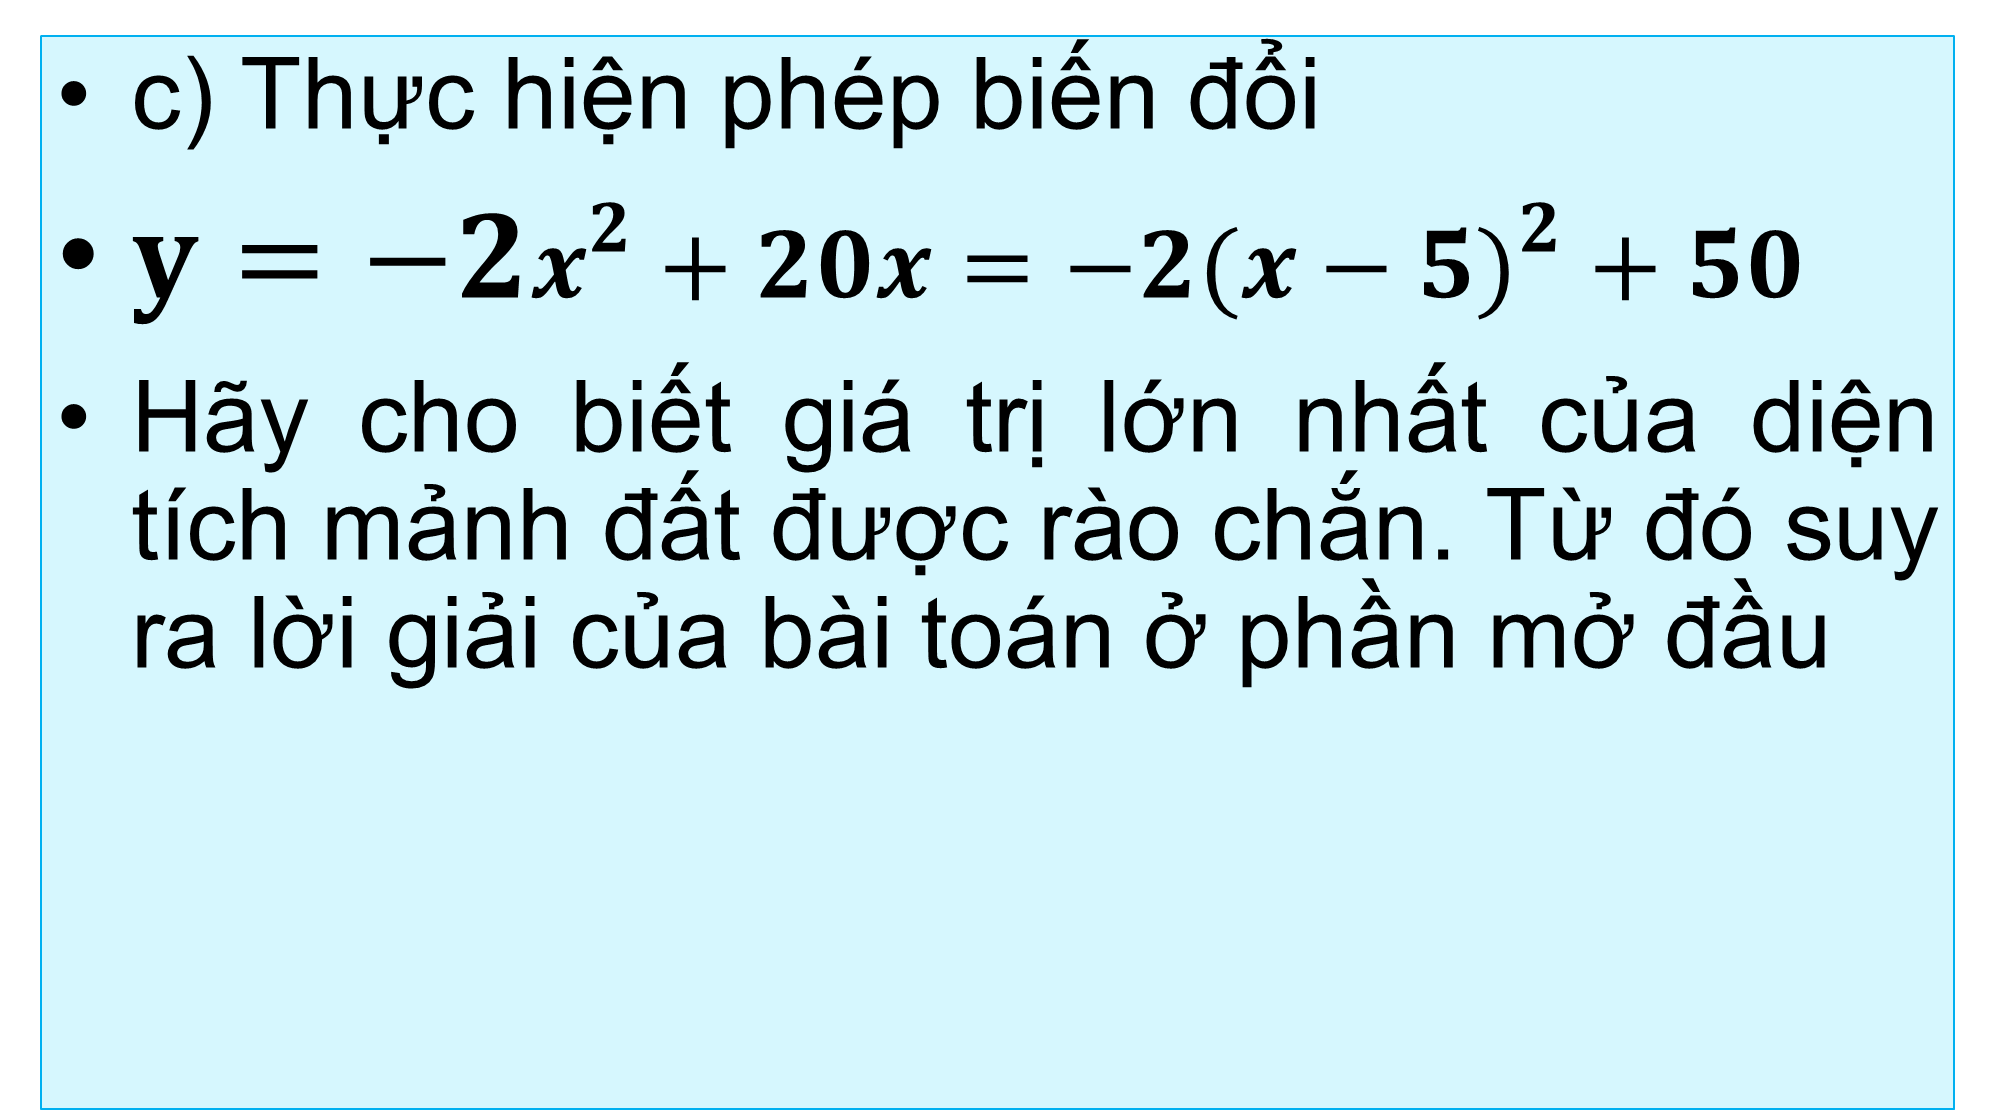 • c) Thực hiện phép biến đổi
• y = −2x² + 20x = −2(x − 5)² + 50
• Hãy cho biết giá trị lớn nhất của diện
tích mảnh đất được rào chắn. Từ đó suy
ra lời giải của bài toán ở phần mở đầu